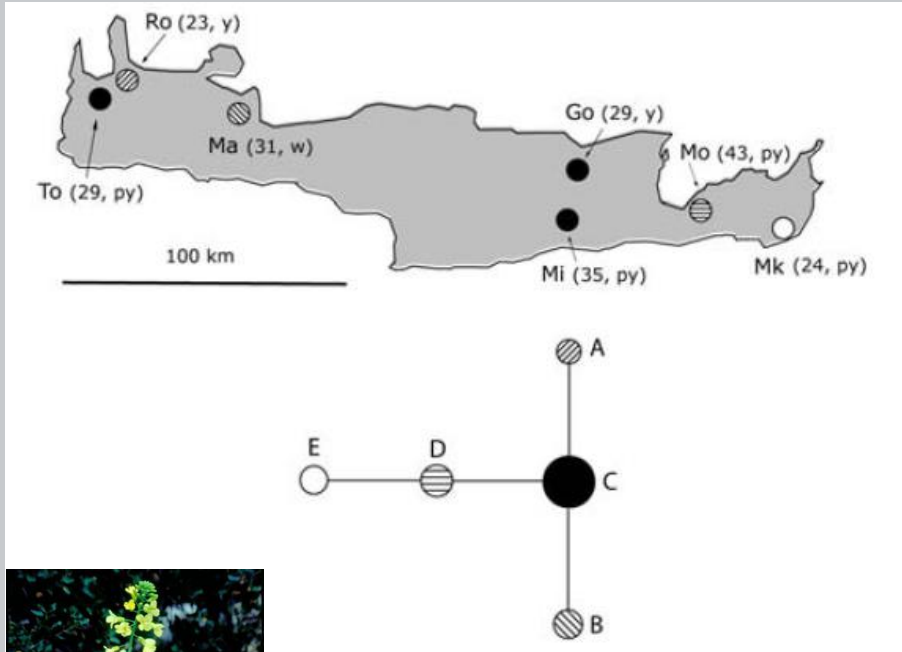 Ro (23, y)
Go (29, y)
Ma (31, w)
Mo (43, py)
To (29, py)
100 km
Mi (35, py)
Mk (24, py)
A
E
D
C
B